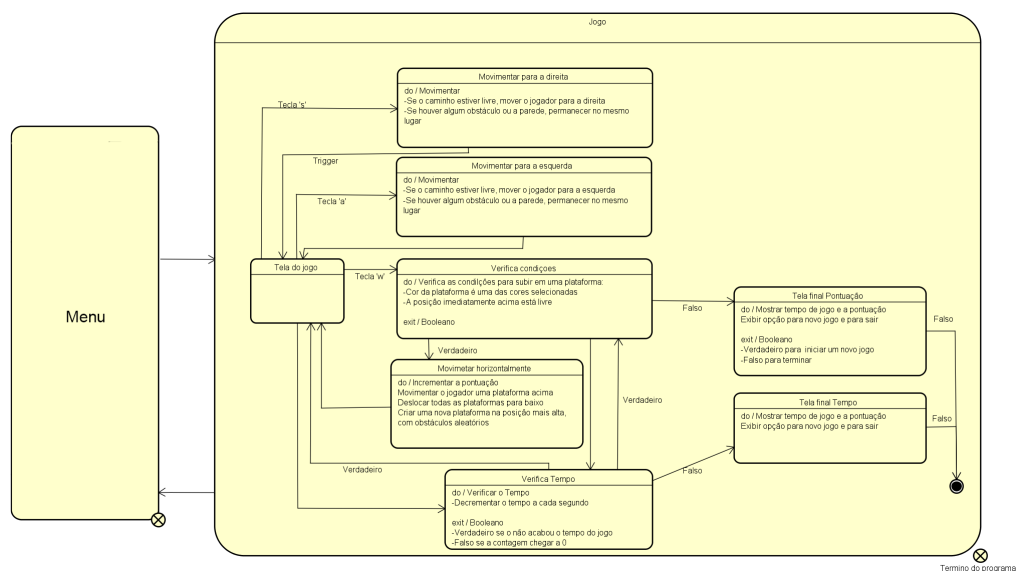 Jogo
Movimentar para a direita
do / Movimentar
-Se o caminho estiver livre, mover o jogador para a direita
-Se houver algum obstáculo ou a parede, permanecer no mesmo
lugar
Tecla 's'
Trigger
Movimentar para a esquerda
do / Movimentar
-Se o caminho estiver livre, mover o jogador para a esquerda
-Se houver algum obstáculo ou a parede, permanecer no mesmo
lugar
Tecla 'a'
Tela do jogo
Tecla 'w'
Verifica condiçoes
do / Verifica as condilções para subir em uma plataforma:
-Cor da plataforma é uma das cores selecionadas
-A posição imediatamente acima está livre
exit / Booleano
Falso
Tela final Pontuação
do / Mostrar tempo de jogo e a pontuação
Exibir opção para novo jogo e para sair
exit / Booleano
-Verdadeiro para iniciar um novo jogo
-Falso para terminar
Falso
Menu
Verdadeiro
Movimetar horizontalmente
do / Incrementar a pontuação
Movimentar o jogador uma plataforma acima
Deslocar todas as plataformas para baixo
Criar uma nova plataforma na posição mais alta,
com obstáculos aleatórios
Verdadeiro
Tela final Tempo
do / Mostrar tempo de jogo e a pontuação
Exibir opção para novo jogo e para sair
Falso
Verdadeiro
Falso
Verifica Tempo
do / Verificar o Tempo
-Decrementar o tempo a cada segundo
exit / Booleano
-Verdadeiro se o não acabou o tempo do jogo
-Falso se a contagem chegar a 0
Termino do programa